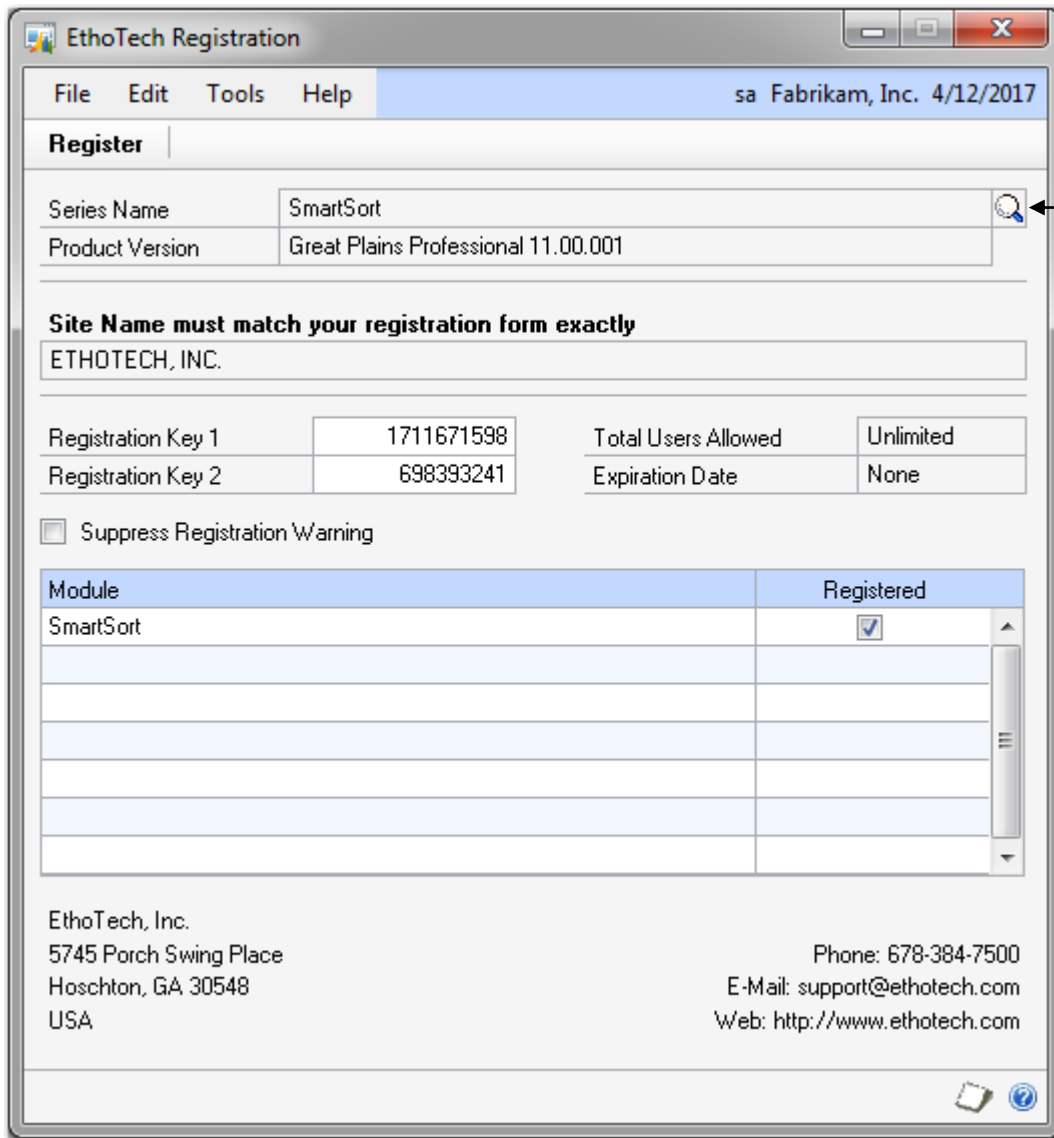 EthoTech Registration
File Edit Tools Help sa Fabrikam, Inc. 4/12/2017
Register
Series Name SmartSort
Product Version Great Plains Professional 11.00.001
Site Name must match your registration form exactly
ETHOTECH, INC.
Registration Key 1 1711671598 Total Users Allowed Unlimited
Registration Key 2 698393241 Expiration Date None
Suppress Registration Warning
Module Registered
SmartSort
EthoTech, Inc.
5745 Porch Swing Place Phone: 678-384-7500
Hoschton, GA 30548 E-Mail: support@ethotech.com
USA Web: http://www.ethotech.com